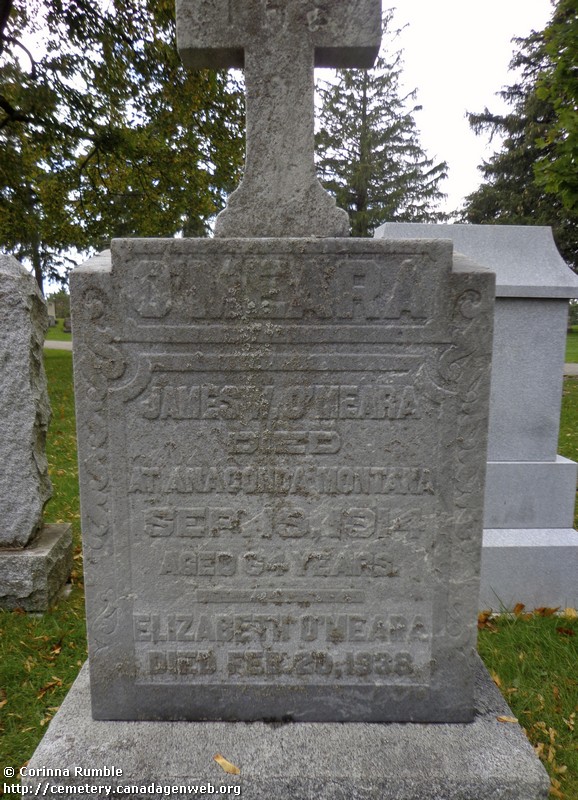 O'MEARA
JAMES W. O'MEARA
DIED
AT ANACONDA MONTANA
SEP. 13, 1914
AGED 34 YEARS.
ELIZABETH O'MEARA
DIED FEB. 20, 1938
© Corinna Rumble
http://cemetery.canadagenweb.org